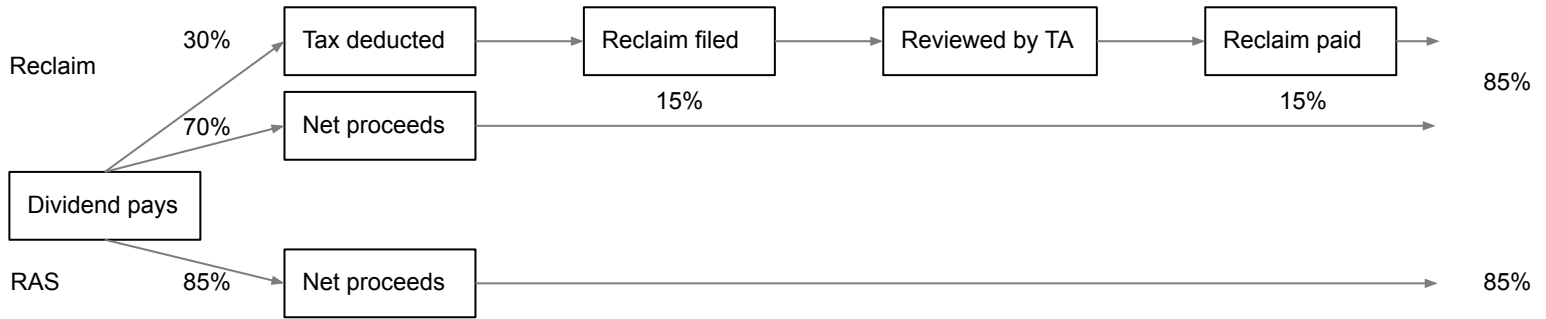 30%
Tax deducted
Reclaim filed
Reviewed by TA
Reclaim paid
Reclaim
85%
15%
15%
70%
Net proceeds
Dividend pays
RAS
85%
Net proceeds
85%